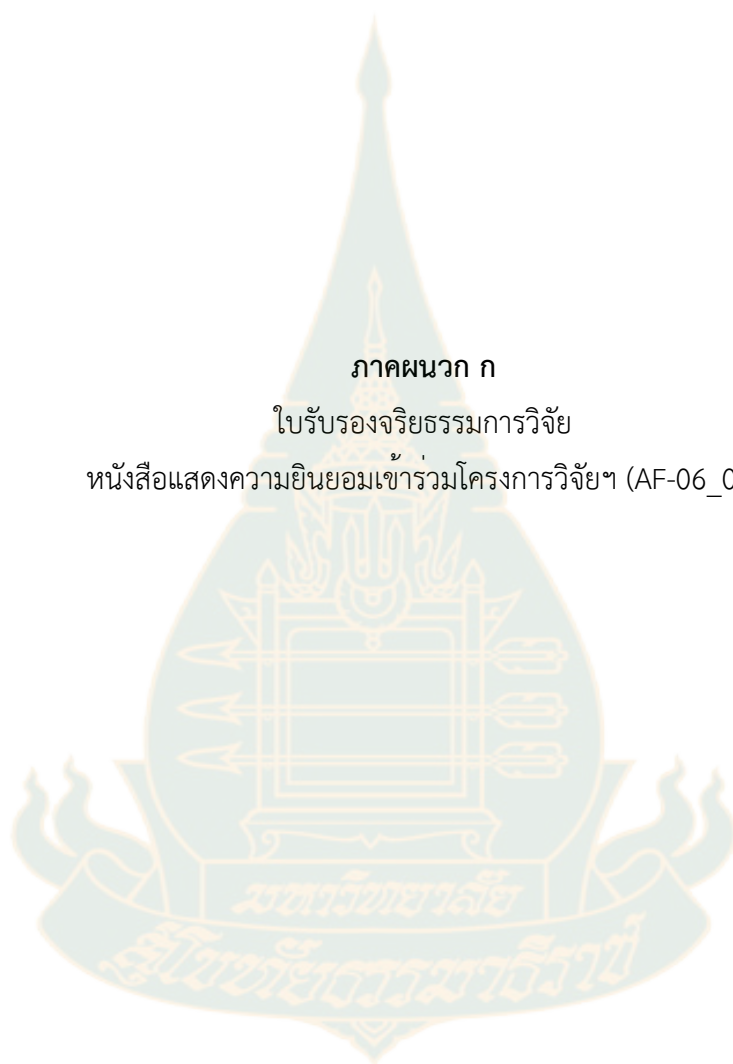 ภาคผนวก ก
ใบรับรองจริยธรรมการวิจัย
หนังสือแสดงความยินยอมเข้าร่วมโครงการวิจัยฯ (AF-06_0
มหาวิทยาลัย
สุโขทัยธรรมาธิราช